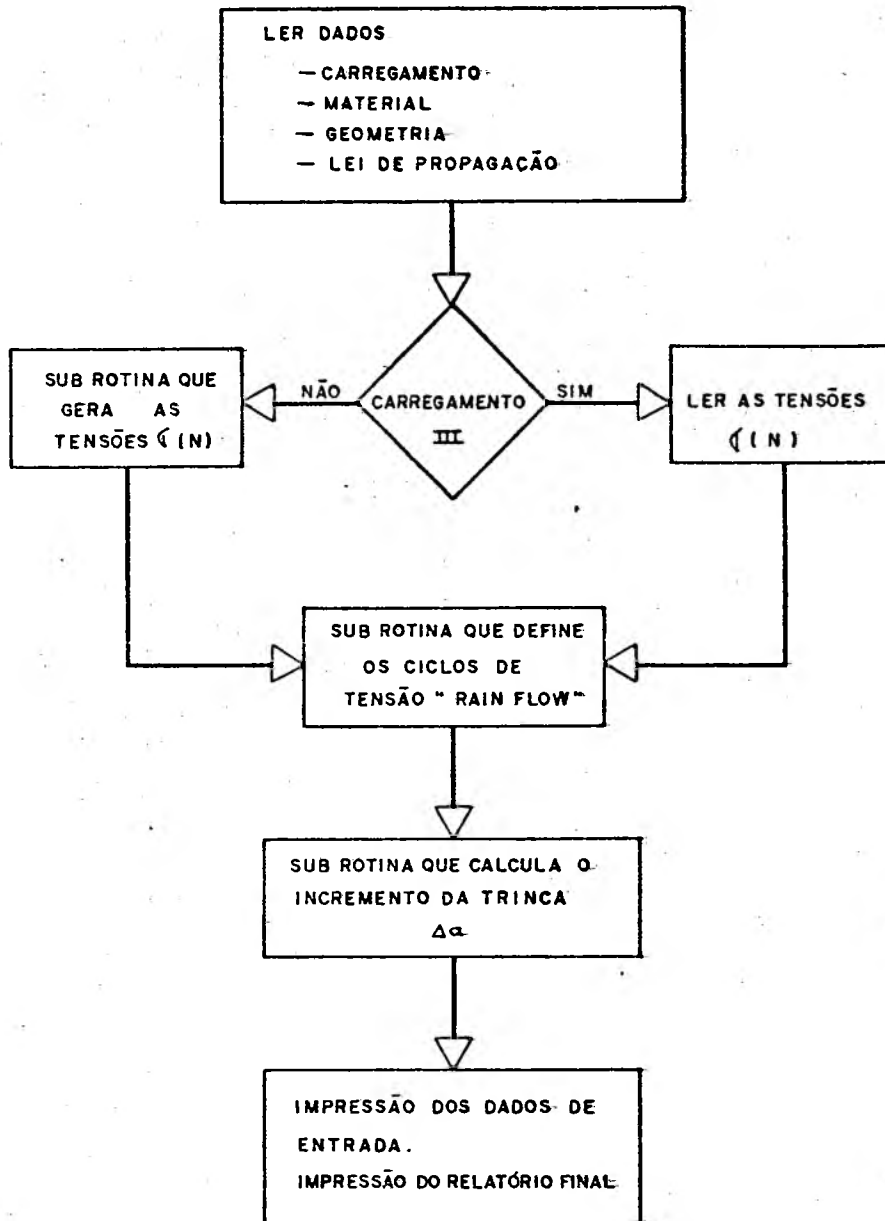 LER DADOS
— CARREGAMENTO
— MATERIAL
— GEOMETRIA
— LEI DE PROPAGAÇÃO
CARREGAMENTO
III
NÃO
SIM
SUB ROTINA QUE
GERA AS
TENSÕES σ(N)
LER AS TENSÕES
σ(N)
SUB ROTINA QUE DEFINE
OS CICLOS DE
TENSÃO " RAIN FLOW"
SUB ROTINA QUE CALCULA O
INCREMENTO DA TRINCA
Δa
IMPRESSÃO DOS DADOS DE
ENTRADA.
IMPRESSÃO DO RELATÓRIO FINAL